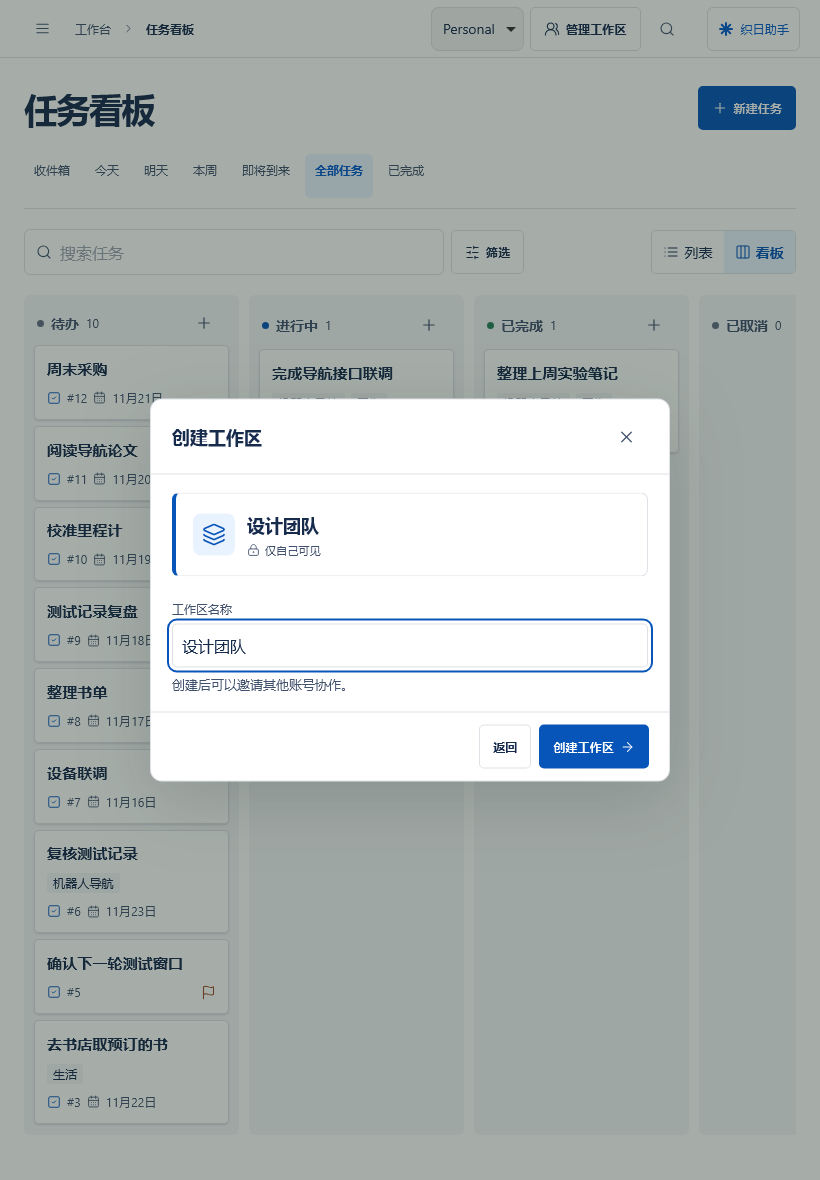 工作台 任务看板 Personal 管理工作区 织日助手
任务看板
新建任务
收件箱 今天 明天 本周 即将到来 全部任务 已完成
搜索任务 筛选 列表 看板
待办 10
进行中 1
已完成 1
已取消 0
周末采购
#12 11月21日
阅读导航论文
#11 11月20
校准里程计
#10 11月19
测试记录复盘
#9 11月18日
整理书单
#8 11月17日
设备联调
#7 11月16日
复核测试记录
机器人导航
#6 11月23日
确认下一轮测试窗口
#5
去书店取预订的书
生活
#3 11月22日
完成导航接口联调
整理上周实验笔记
创建工作区
设计团队
仅自己可见
工作区名称
设计团队
创建后可以邀请其他账号协作。
返回 创建工作区